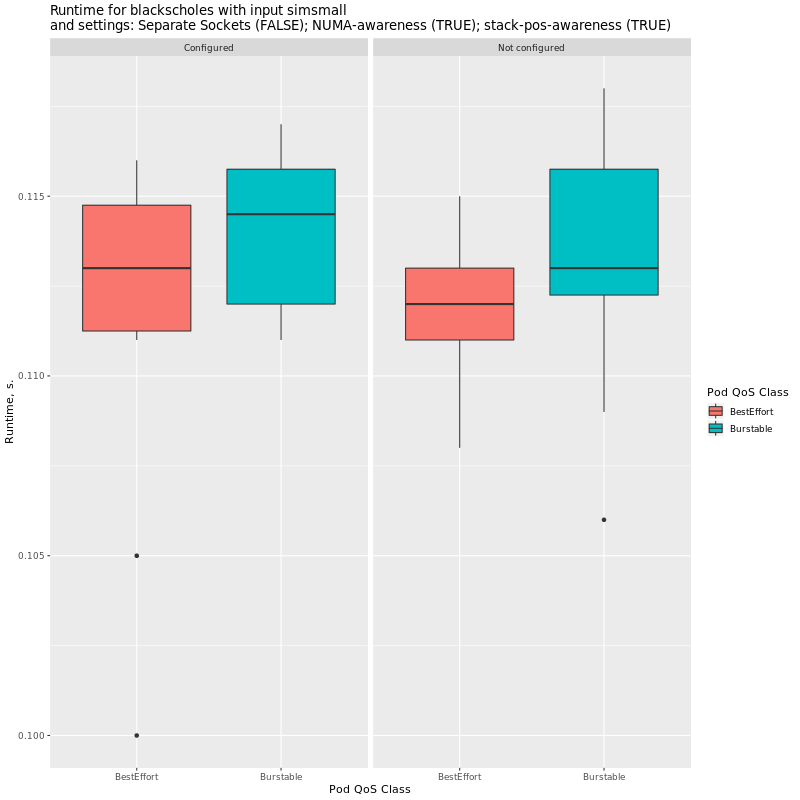 Runtime for blackscholes with input simsmall
and settings: Separate Sockets (FALSE); NUMA-awareness (TRUE); stack-pos-awareness (TRUE)
Configured
Not configured
0.115
0.110
0.105
0.100
Runtime, s.
BestEffort
Burstable
BestEffort
Burstable
Pod QoS Class
Pod QoS Class
BestEffort
Burstable